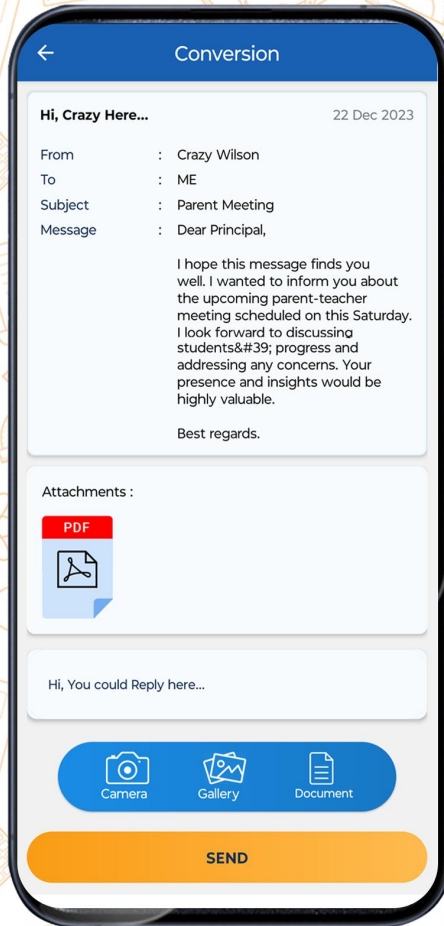 Conversion
Hi, Crazy Here... 22 Dec 2023
From : Crazy Wilson
To : ME
Subject : Parent Meeting
Message : Dear Principal,
I hope this message finds you
well. I wanted to inform you about
the upcoming parent-teacher
meeting scheduled on this Saturday.
I look forward to discussing
students&#39; progress and
addressing any concerns. Your
presence and insights would be
highly valuable.
Best regards.
Attachments :
PDF
Hi, You could Reply here...
Camera Gallery Document
SEND